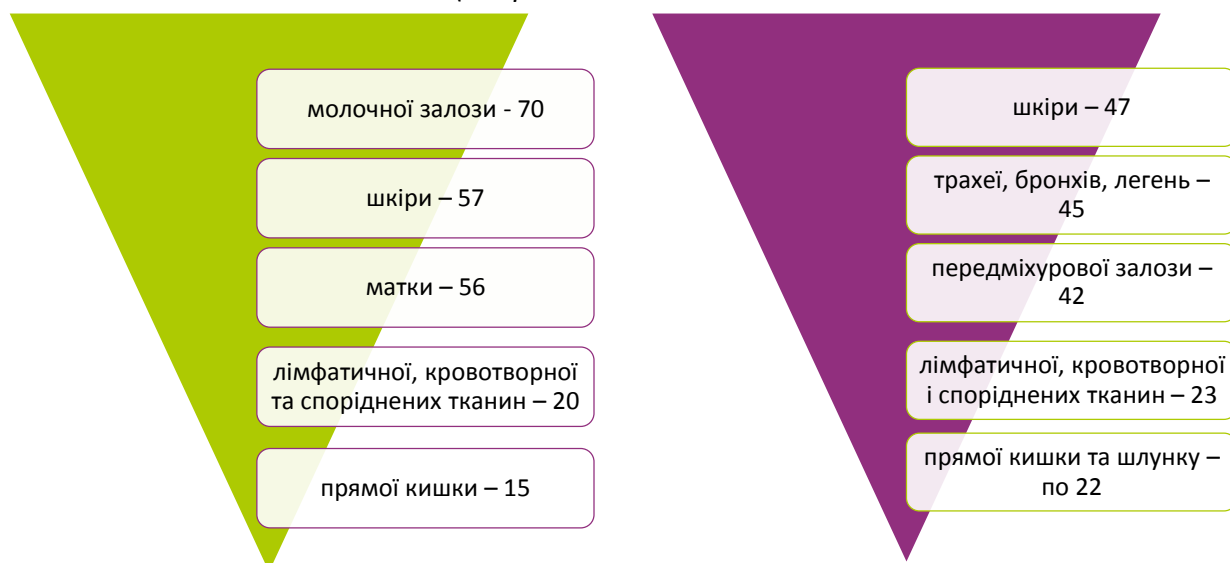 молочної залози - 70
шкіри – 57
матки – 56
лімфатичної, кровотворної
та споріднених тканин – 20
прямої кишки – 15
шкіри – 47
трахеї, бронхів, легень –
45
передміхурової залози –
42
лімфатичної, кровотворної
і споріднених тканин – 23
прямої кишки та шлунку –
по 22